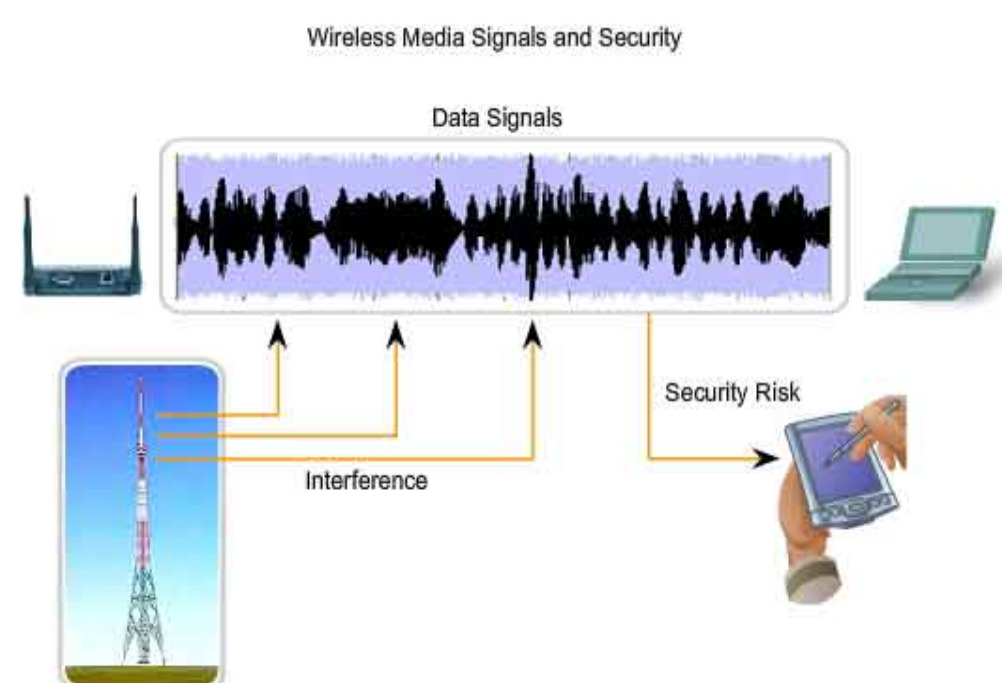 Wireless Media Signals and Security
Data Signals
Security Risk
Interference